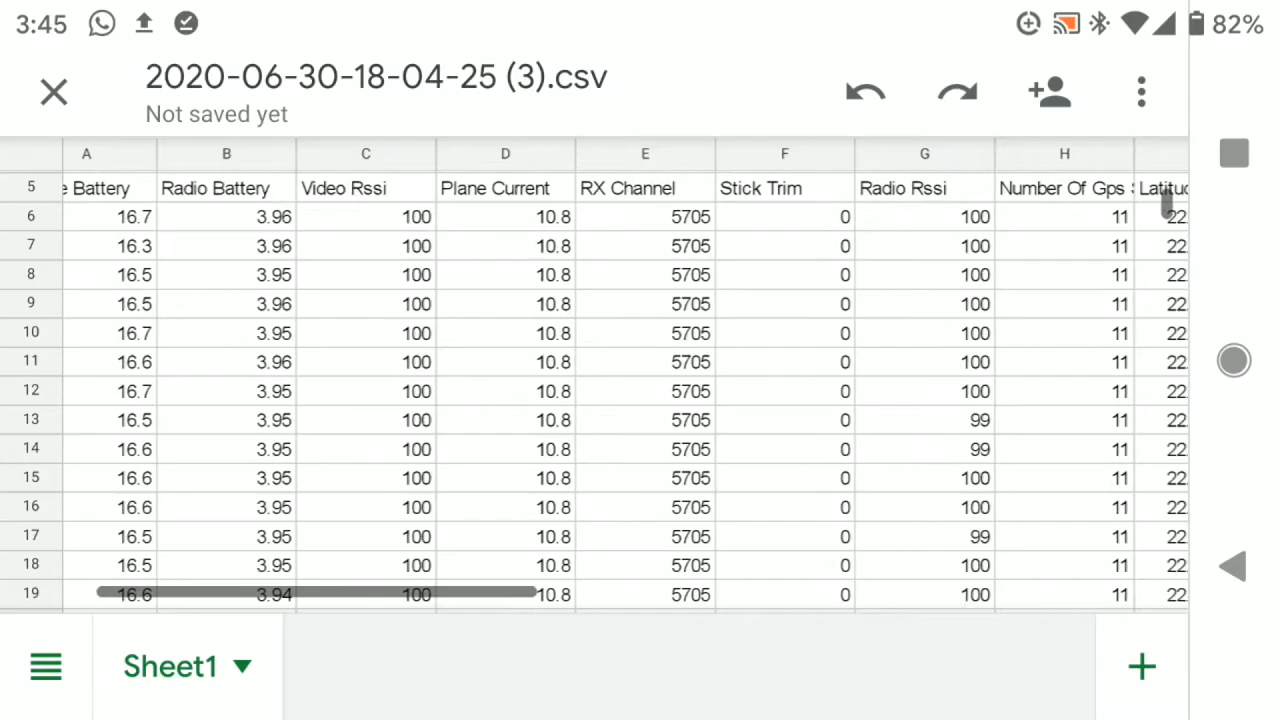 3:45 82%
2020-06-30-18-04-25 (3).csv
Not saved yet
A B C D E F G H
5 e Battery Radio Battery Video Rssi Plane Current RX Channel Stick Trim Radio Rssi Number Of Gps Latituc
6 16.7 3.96 100 10.8 5705 0 100 11 22.
7 16.3 3.96 100 10.8 5705 0 100 11 22.
8 16.5 3.95 100 10.8 5705 0 100 11 22.
9 16.5 3.96 100 10.8 5705 0 100 11 22.
10 16.7 3.95 100 10.8 5705 0 100 11 22.
11 16.6 3.96 100 10.8 5705 0 100 11 22.
12 16.7 3.95 100 10.8 5705 0 100 11 22.
13 16.5 3.95 100 10.8 5705 0 99 11 22.
14 16.6 3.95 100 10.8 5705 0 99 11 22.
15 16.6 3.95 100 10.8 5705 0 100 11 22.
16 16.6 3.95 100 10.8 5705 0 100 11 22.
17 16.5 3.95 100 10.8 5705 0 99 11 22.
18 16.5 3.95 100 10.8 5705 0 100 11 22.
19 16.6 3.94 100 10.8 5705 0 100 11 22.
Sheet1